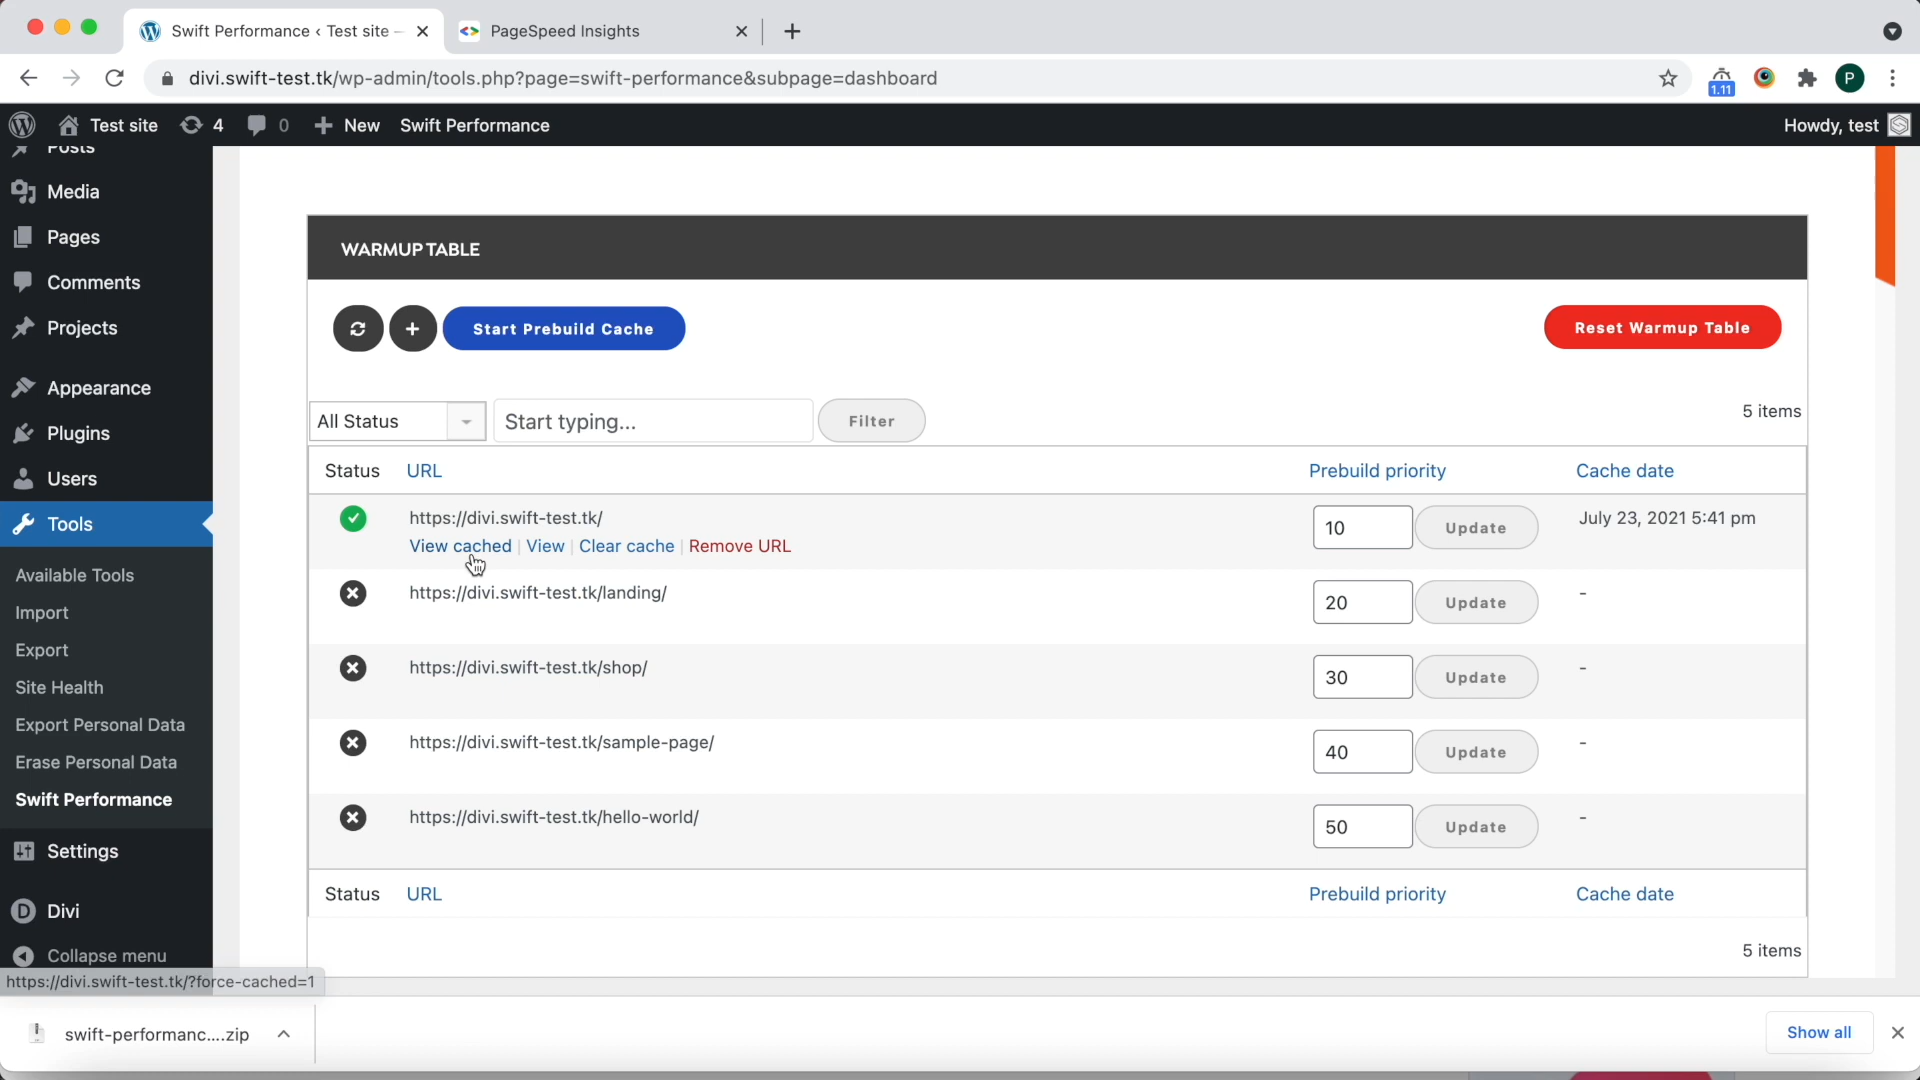 Swift Performance ‹ Test site –
PageSpeed Insights
divi.swift-test.tk/wp-admin/tools.php?page=swift-performance&subpage=dashboard
1.11
P
Test site
4
0
New
Swift Performance
Howdy, test
Posts
Media
Pages
Comments
Projects
Appearance
Plugins
Users
Tools
Available Tools
Import
Export
Site Health
Export Personal Data
Erase Personal Data
Swift Performance
Settings
Divi
Collapse menu
WARMUP TABLE
Start Prebuild Cache
Reset Warmup Table
All Status
Start typing...
Filter
5 items
Status URL Prebuild priority Cache date
https://divi.swift-test.tk/ 10 Update July 23, 2021 5:41 pm
View cached | View | Clear cache | Remove URL
https://divi.swift-test.tk/landing/ 20 Update -
https://divi.swift-test.tk/shop/ 30 Update -
https://divi.swift-test.tk/sample-page/ 40 Update -
https://divi.swift-test.tk/hello-world/ 50 Update -
Status URL Prebuild priority Cache date
5 items
https://divi.swift-test.tk/?force-cached=1
swift-performanc....zip
Show all